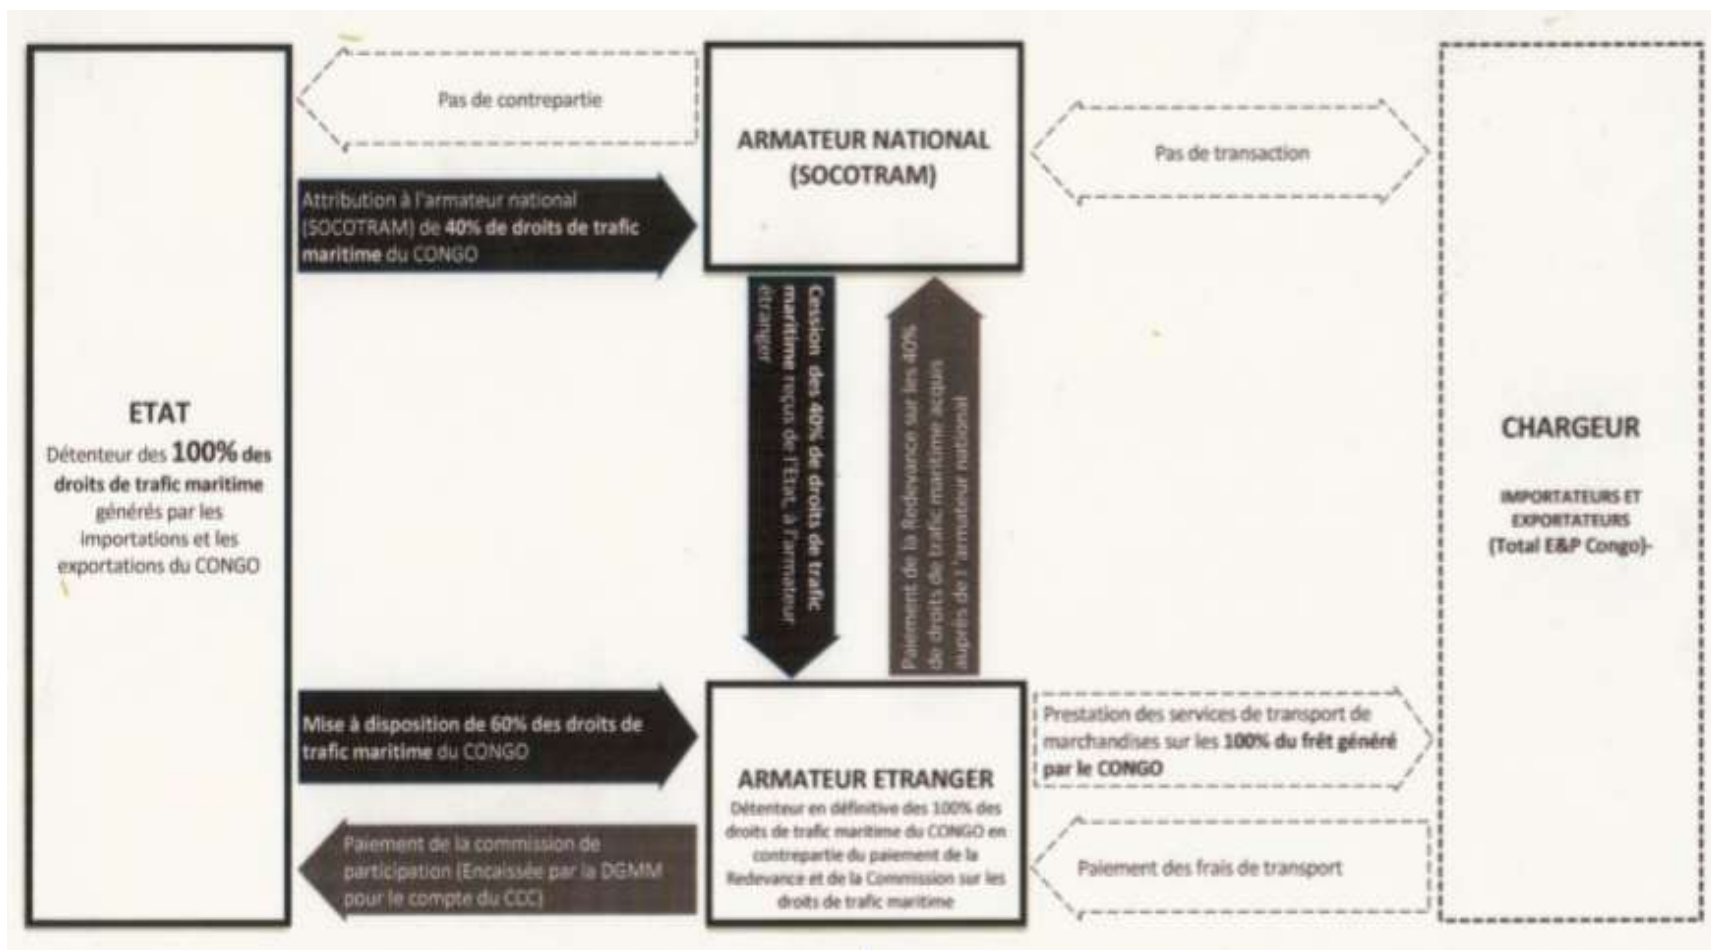 Pas de contrepartie
ARMATEUR NATIONAL
(SOCOTRAM)
Pas de transaction
Attribution à l'armateur national
(SOCOTRAM) de 40% de droits de trafic
maritime du CONGO
Cession des 40% de droits de trafic
maritime reçus de l'Etat, à l'armateur
étranger
Paiement de la Redevance sur les 40%
de droits de trafic maritime acquis
auprès de l'armateur national
ETAT
Détenteur des 100% des
droits de trafic maritime
générés par les
importations et les
exportations du CONGO
CHARGEUR
IMPORTATEURS ET
EXPORTATEURS
(Total E&P Congo)-
Mise à disposition de 60% des droits de
trafic maritime du CONGO
ARMATEUR ETRANGER
Détenteur en définitive des 100% des
droits de trafic maritime du CONGO en
contrepartie du paiement de la
Redevance et de la Commission sur les
droits de trafic maritime
Prestation des services de transport de
marchandises sur les 100% du frêt généré
par le CONGO
Paiement de la commission de
participation (Encaissée par la DGMM
pour le compte du CCC)
Paiement des frais de transport